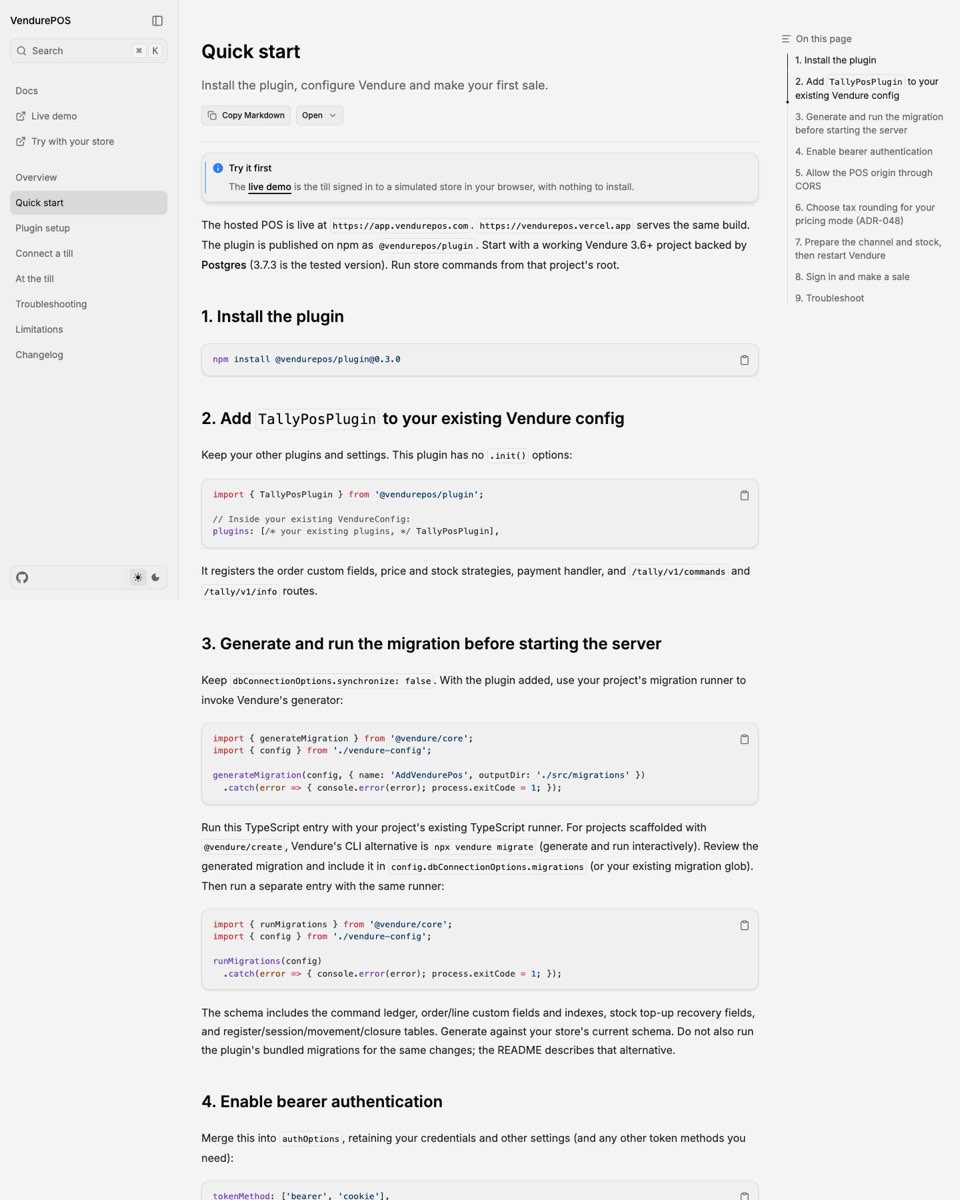 VendurePOS
Search
⌘ K
Docs
Live demo
Try with your store
Overview
Quick start
Plugin setup
Connect a till
At the till
Troubleshooting
Limitations
Changelog
Quick start
Install the plugin, configure Vendure and make your first sale.
Copy Markdown
Open
Try it first
The live demo is the till signed in to a simulated store in your browser, with nothing to install.
The hosted POS is live at https://app.vendurepos.com. https://vendurepos.vercel.app serves the same build.
The plugin is published on npm as @vendurepos/plugin. Start with a working Vendure 3.6+ project backed by
Postgres (3.7.3 is the tested version). Run store commands from that project's root.
1. Install the plugin
npm install @vendurepos/plugin@0.3.0
2. Add TallyPosPlugin to your existing Vendure config
Keep your other plugins and settings. This plugin has no .init() options:
import { TallyPosPlugin } from '@vendurepos/plugin';
// Inside your existing VendureConfig:
plugins: [/* your existing plugins, */ TallyPosPlugin],
It registers the order custom fields, price and stock strategies, payment handler, and /tally/v1/commands and
/tally/v1/info routes.
3. Generate and run the migration before starting the server
Keep dbConnectionOptions.synchronize: false. With the plugin added, use your project's migration runner to
invoke Vendure's generator:
import { generateMigration } from '@vendure/core';
import { config } from './vendure-config';
generateMigration(config, { name: 'AddVendurePos', outputDir: './src/migrations' })
.catch(error => { console.error(error); process.exitCode = 1; });
Run this TypeScript entry with your project's existing TypeScript runner. For projects scaffolded with
@vendure/create, Vendure's CLI alternative is npx vendure migrate (generate and run interactively). Review the
generated migration and include it in config.dbConnectionOptions.migrations (or your existing migration glob).
Then run a separate entry with the same runner:
import { runMigrations } from '@vendure/core';
import { config } from './vendure-config';
runMigrations(config)
.catch(error => { console.error(error); process.exitCode = 1; });
The schema includes the command ledger, order/line custom fields and indexes, stock top-up recovery fields,
and register/session/movement/closure tables. Generate against your store's current schema. Do not also run
the plugin's bundled migrations for the same changes; the README describes that alternative.
4. Enable bearer authentication
Merge this into authOptions, retaining your credentials and other settings (and any other token methods you
need):
tokenMethod: ['bearer', 'cookie'],
On this page
1. Install the plugin
2. Add TallyPosPlugin to your
existing Vendure config
3. Generate and run the migration
before starting the server
4. Enable bearer authentication
5. Allow the POS origin through
CORS
6. Choose tax rounding for your
pricing mode (ADR-048)
7. Prepare the channel and stock,
then restart Vendure
8. Sign in and make a sale
9. Troubleshoot